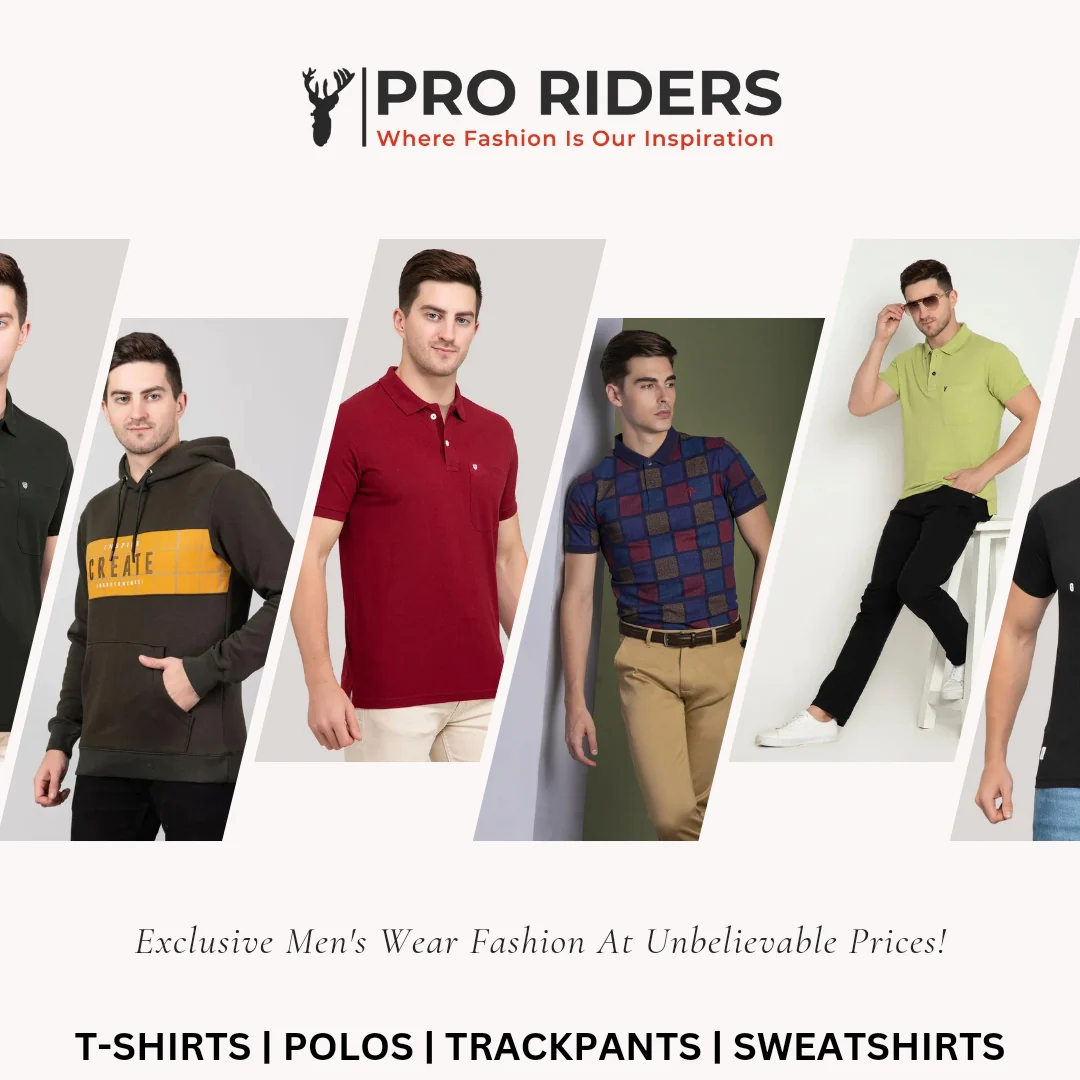 PRO RIDERS
Where Fashion Is Our Inspiration
CREATE
Exclusive Men's Wear Fashion At Unbelievable Prices!
T-SHIRTS | POLOS | TRACKPANTS | SWEATSHIRTS